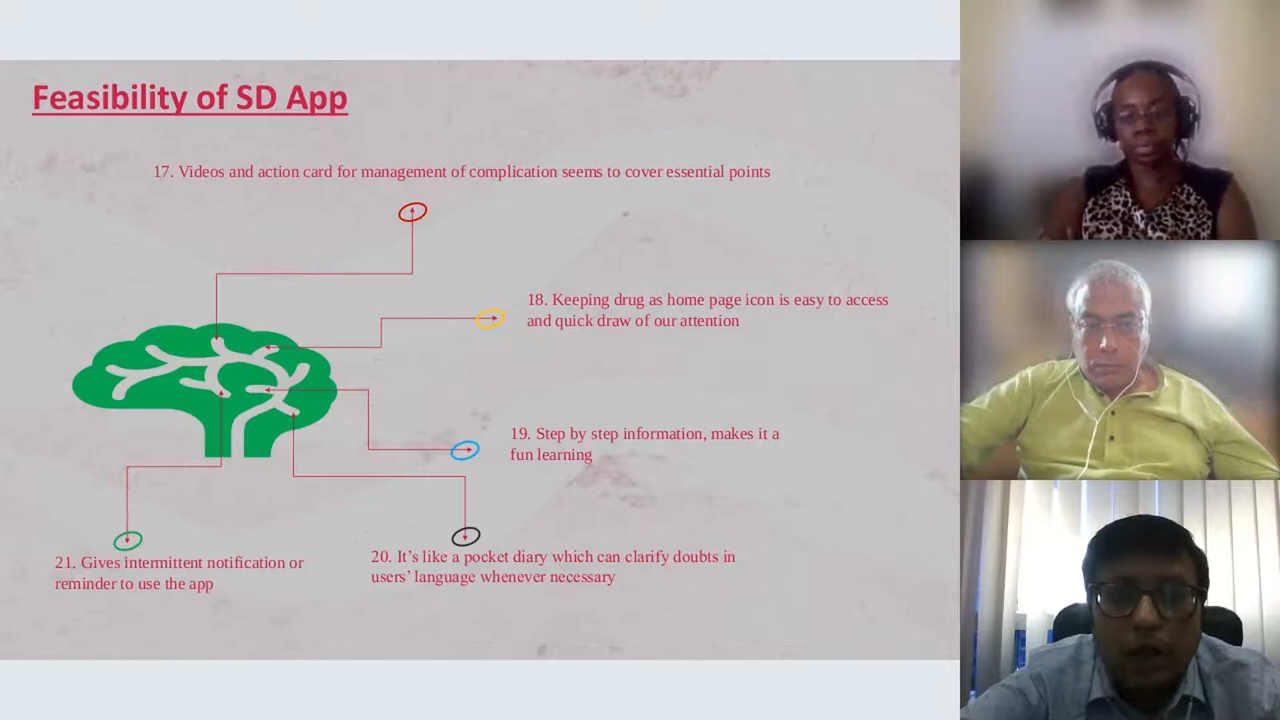 Feasibility of SD App
17. Videos and action card for management of complication seems to cover essential points
18. Keeping drug as home page icon is easy to access
and quick draw of our attention
19. Step by step information, makes it a
fun learning
20. It’s like a pocket diary which can clarify doubts in
users’ language whenever necessary
21. Gives intermittent notification or
reminder to use the app